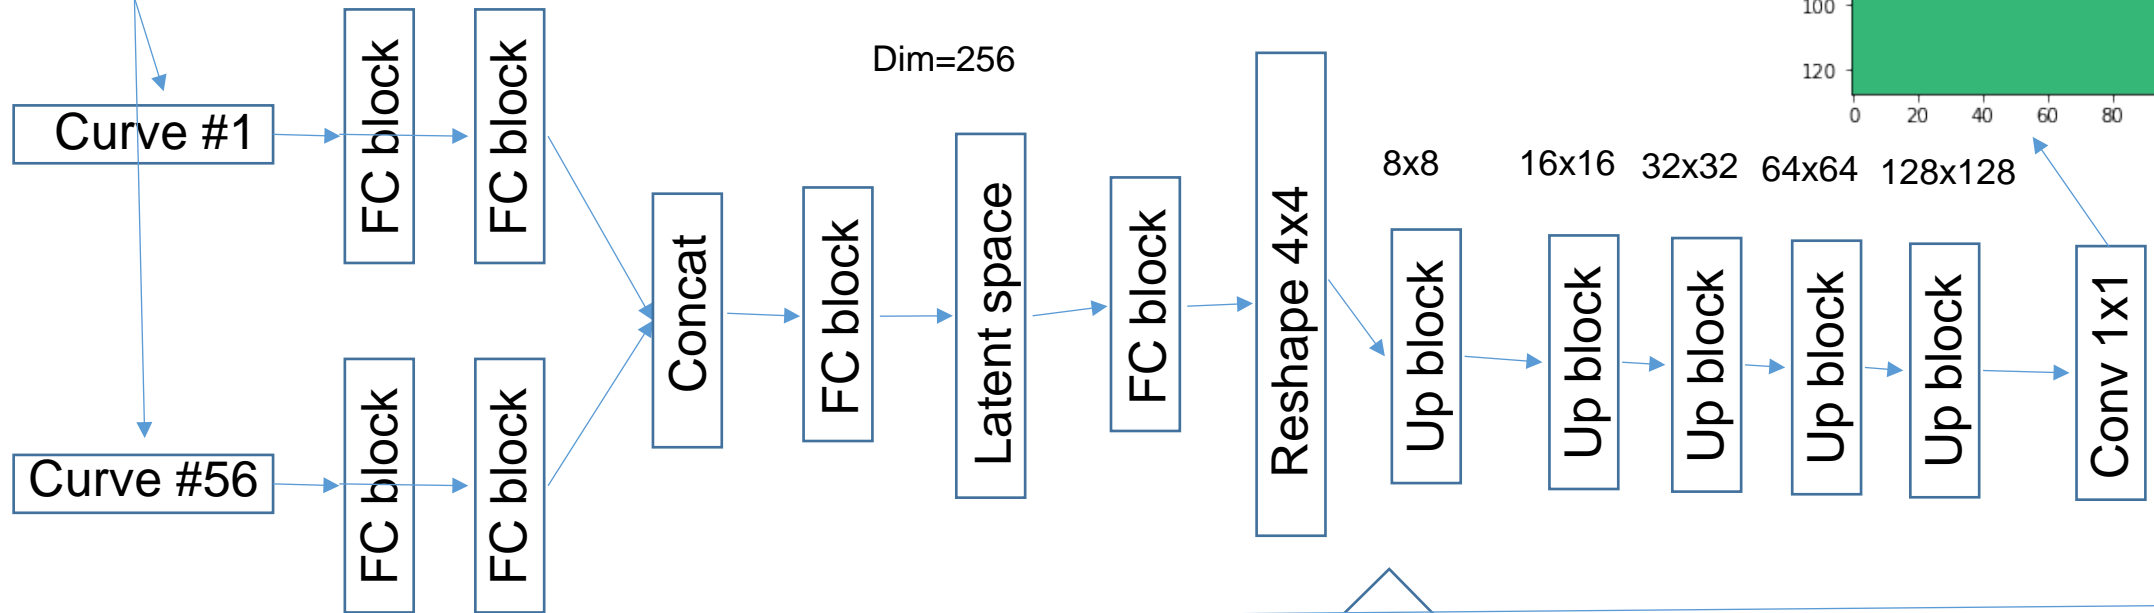 100
120
0 20 40 60 80
Dim=256
Curve #1
FC block
FC block
Curve #56
FC block
FC block
Concat
FC block
Latent space
FC block
Reshape 4x4
8x8 16x16 32x32 64x64 128x128
Up block
Up block
Up block
Up block
Up block
Conv 1x1